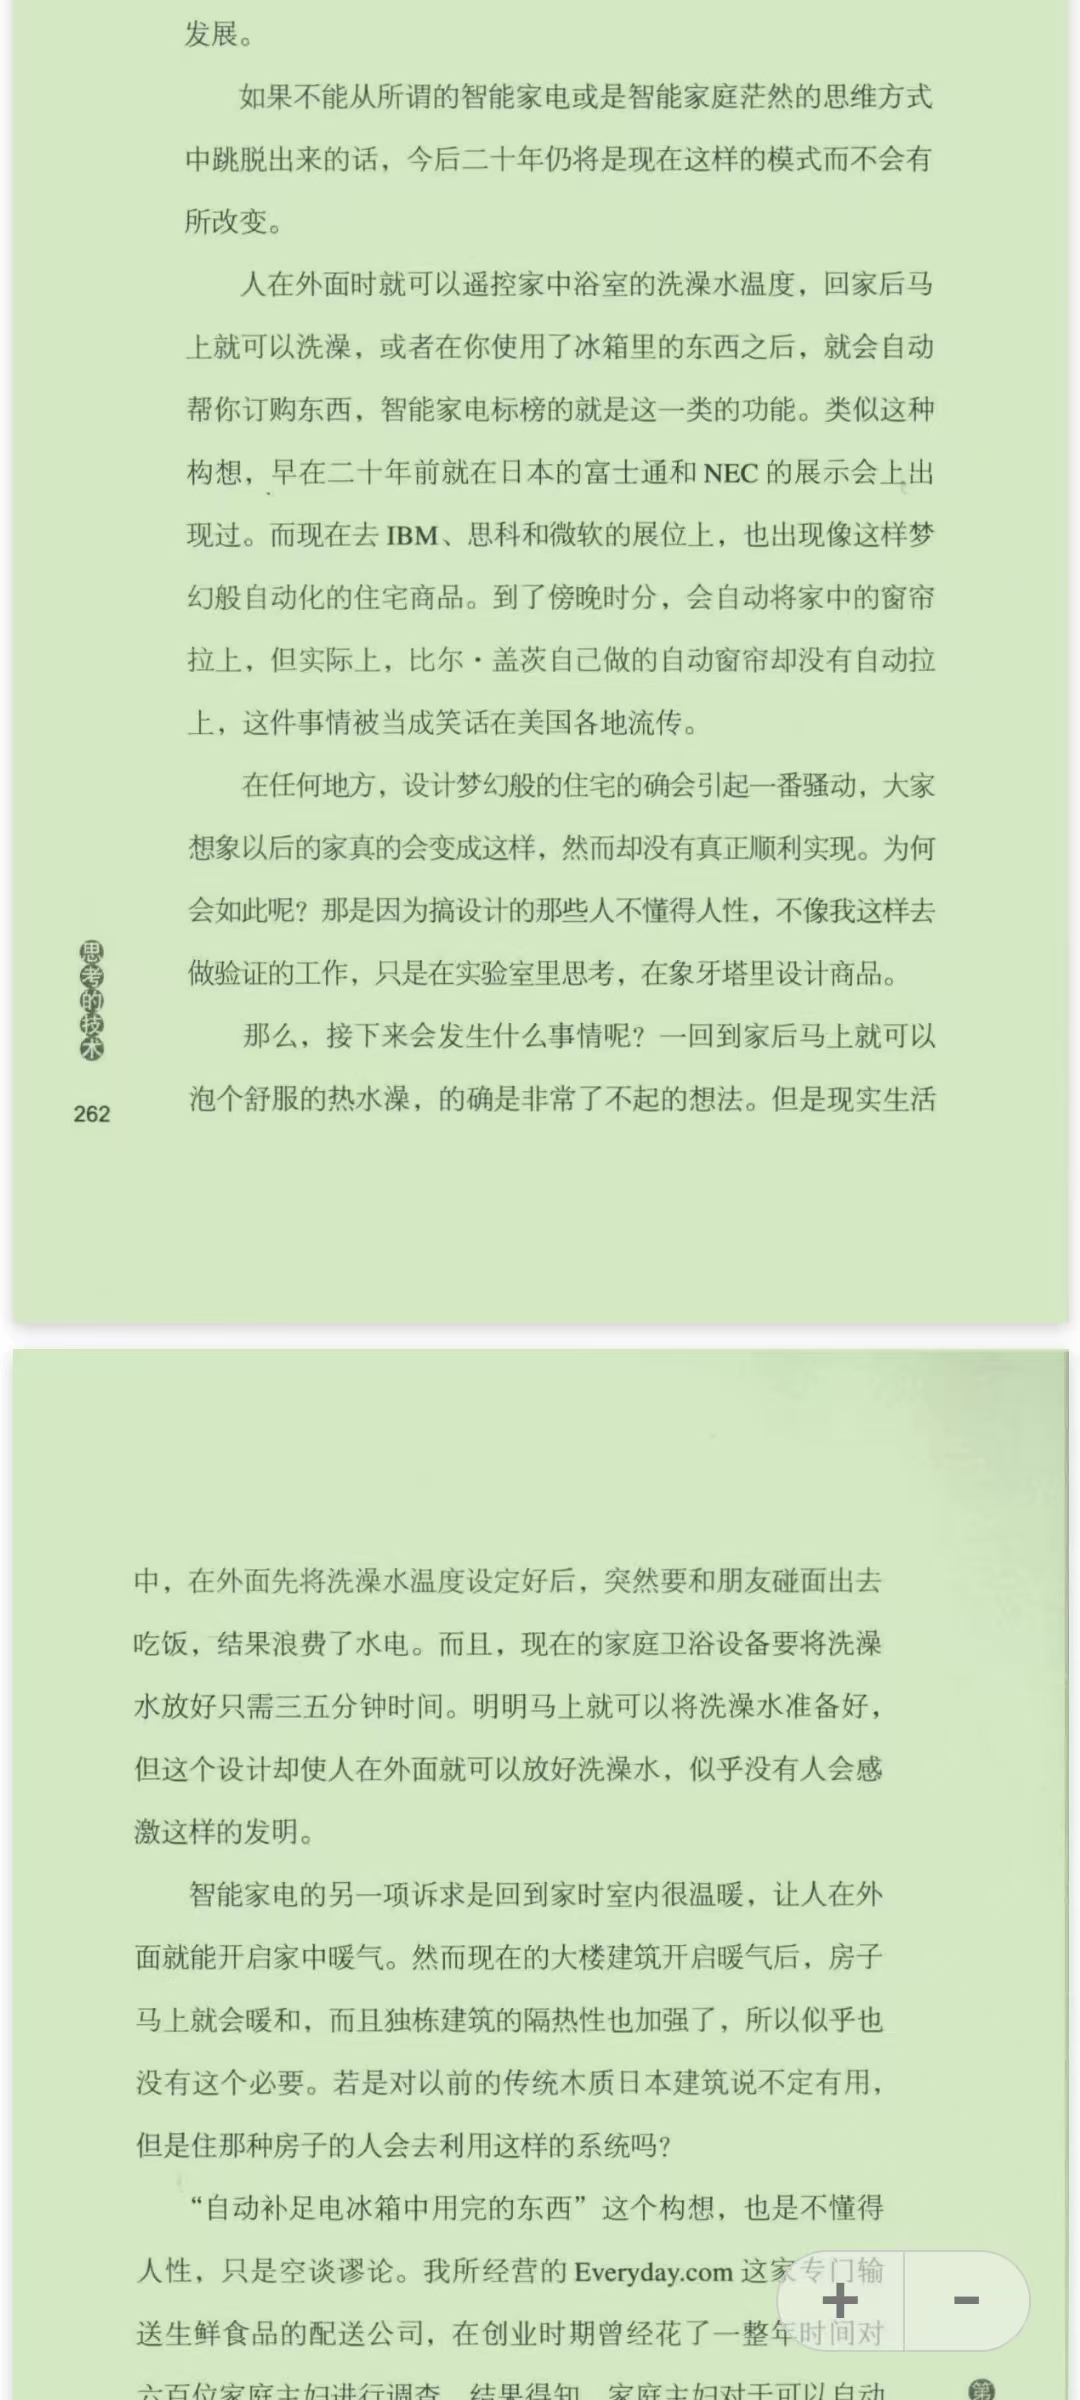 发展。
如果不能从所谓的智能家电或是智能家庭茫然的思维方式
中跳脱出来的话，今后二十年仍将是现在这样的模式而不会有
所改变。
人在外面时就可以遥控家中浴室的洗澡水温度，回家后马
上就可以洗澡，或者在你使用了冰箱里的东西之后，就会自动
帮你订购东西，智能家电标榜的就是这一类的功能。类似这种
构想，早在二十年前就在日本的富士通和 NEC 的展示会上出
现过。而现在去 IBM、思科和微软的展位上，也出现像这样梦
幻般自动化的住宅商品。到了傍晚时分，会自动将家中的窗帘
拉上，但实际上，比尔·盖茨自己做的自动窗帘却没有自动拉
上，这件事情被当成笑话在美国各地流传。
在任何地方，设计梦幻般的住宅的确会引起一番骚动，大家
想象以后的家真的会变成这样，然而却没有真正顺利实现。为何
会如此呢？那是因为搞设计的那些人不懂得人性，不像我这样去
做验证的工作，只是在实验室里思考，在象牙塔里设计商品。
那么，接下来会发生什么事情呢？一回到家后马上就可以
泡个舒服的热水澡，的确是非常了不起的想法。但是现实生活
思考的技术
262
中，在外面先将洗澡水温度设定好后，突然要和朋友碰面出去
吃饭，结果浪费了水电。而且，现在的家庭卫浴设备要将洗澡
水放好只需三五分钟时间。明明马上就可以将洗澡水准备好，
但这个设计却使人在外面就可以放好洗澡水，似乎没有人会感
激这样的发明。
智能家电的另一项诉求是回到家时室内很温暖，让人在外
面就能开启家中暖气。然而现在的大楼建筑开启暖气后，房子
马上就会暖和，而且独栋建筑的隔热性也加强了，所以似乎也
没有这个必要。若是对以前的传统木质日本建筑说不定有用，
但是住那种房子的人会去利用这样的系统吗？
“自动补足电冰箱中用完的东西”这个构想，也是不懂得
人性，只是空谈谬论。我所经营的 Everyday.com 这家专门输
送生鲜食品的配送公司，在创业时期曾经花了一整年时间对
六百位家庭主妇进行调查，结果得知，家庭主妇对于可以自动
第
+ -